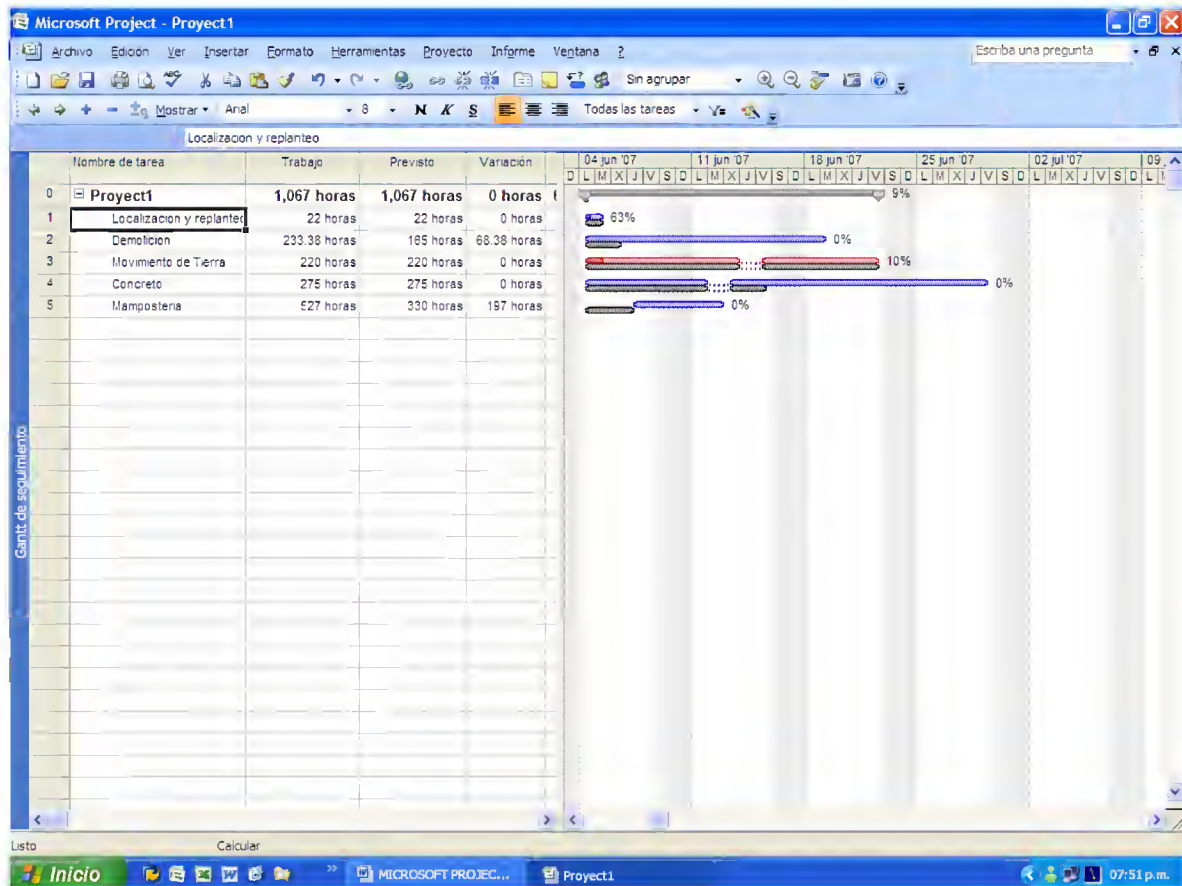 Microsoft Project - Proyect1
Archivo Edición Ver Insertar Formato Herramientas Proyecto Informe Ventana ? Escriba una pregunta
Sin agrupar
Mostrar Arial 8 N K S Todas las tareas
Localizacion y replanteo
Nombre de tarea Trabajo Previsto Variación 04 jun '07 11 jun '07 18 jun '07 25 jun '07 02 jul '07 09
D L M X J V S D L M X J V S D L M X J V S D L M X J V S D L M X J V S D L
0 Proyect1 1,067 horas 1,067 horas 0 horas 9%
1 Localizacion y replanteo 22 horas 22 horas 0 horas 63%
2 Demolicion 233.38 horas 165 horas 68.38 horas 0%
3 Movimiento de Tierra 220 horas 220 horas 0 horas 10%
4 Concreto 275 horas 275 horas 0 horas 0%
5 Mamposteria 527 horas 330 horas 197 horas 0%
Gantt de seguimiento
Listo Calcular
Inicio MICROSOFT PROJEC... Proyect1 07:51 p.m.